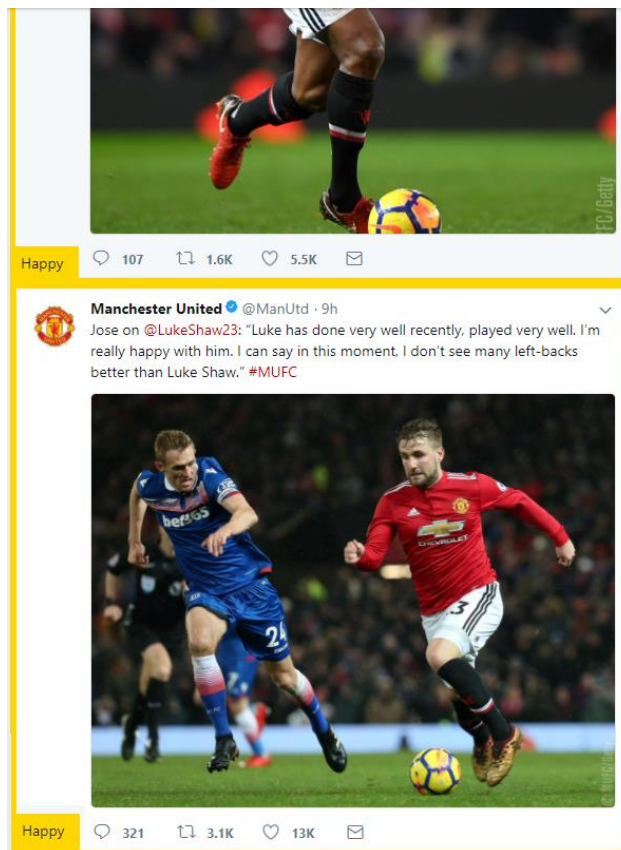 FC/Getty
Happy
107
1.6K
5.5K
Manchester United @ManUtd · 9h
Jose on @LukeShaw23: “Luke has done very well recently, played very well. I'm
really happy with him. I can say in this moment, I don't see many left-backs
better than Luke Shaw.” #MUFC
bet365
24
CHEVROLET
3
Happy
321
3.1K
13K